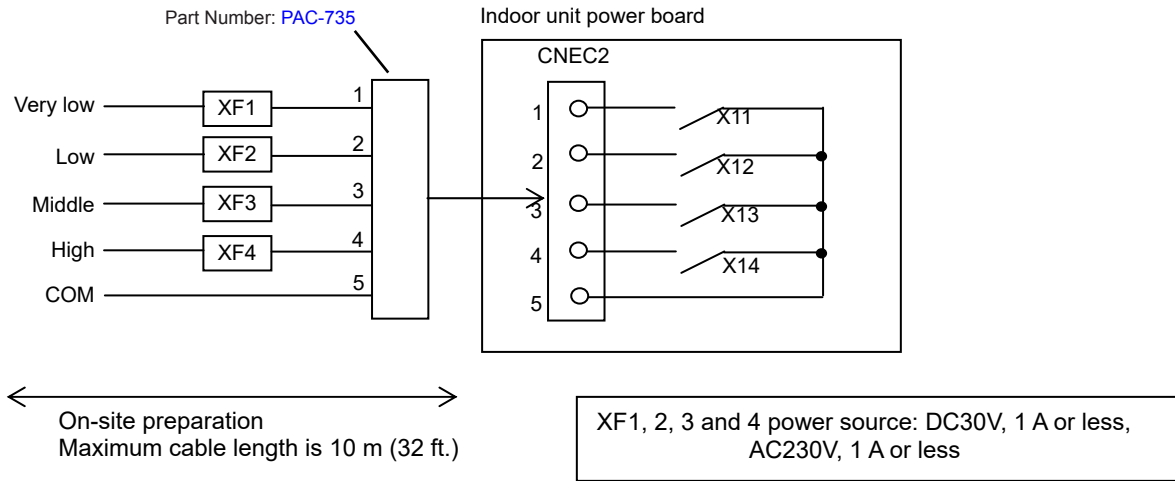 Part Number: PAC-735
Indoor unit power board
CNEC2
Very low
XF1
1
1
X11
Low
XF2
2
2
X12
Middle
XF3
3
3
X13
High
XF4
4
4
X14
COM
5
5
On-site preparation
Maximum cable length is 10 m (32 ft.)
XF1, 2, 3 and 4 power source: DC30V, 1 A or less,
AC230V, 1 A or less